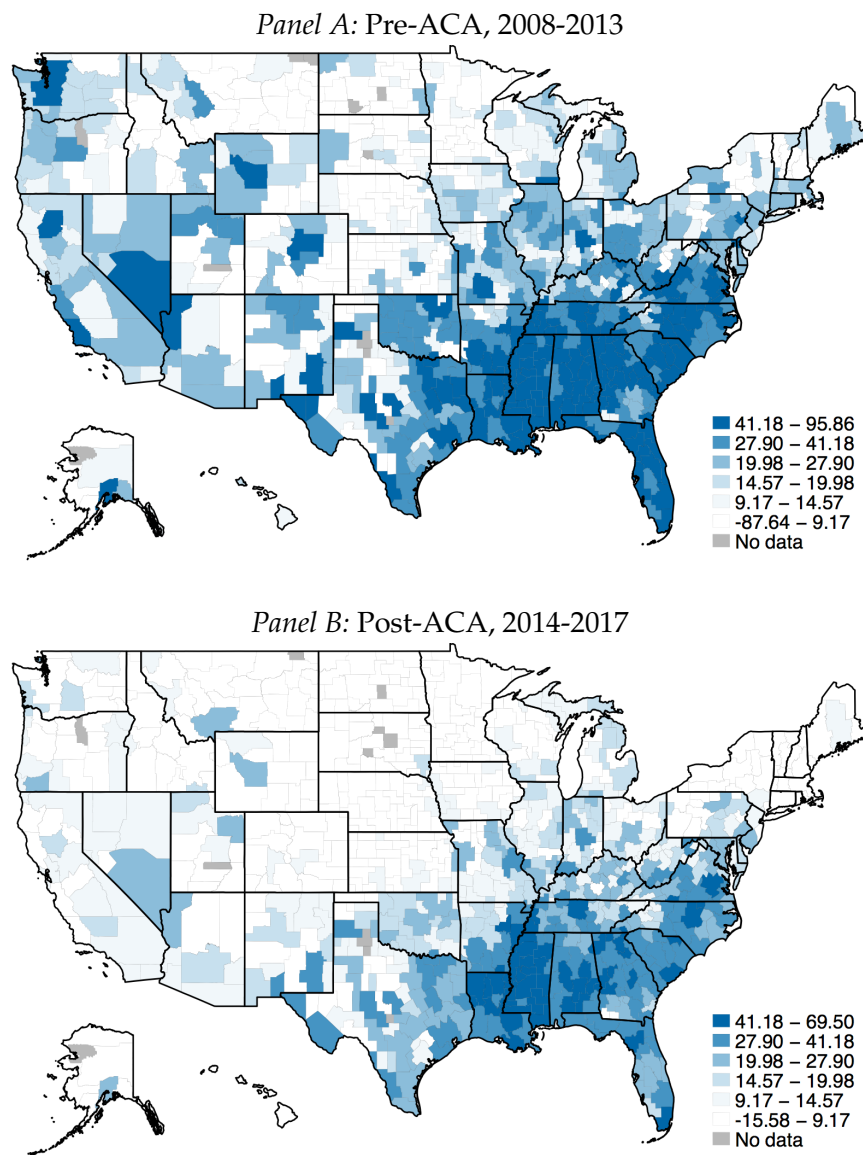 Panel A: Pre-ACA, 2008-2013
41.18 – 95.86
27.90 – 41.18
19.98 – 27.90
14.57 – 19.98
9.17 – 14.57
-87.64 – 9.17
No data
Panel B: Post-ACA, 2014-2017
41.18 – 69.50
27.90 – 41.18
19.98 – 27.90
14.57 – 19.98
9.17 – 14.57
-15.58 – 9.17
No data